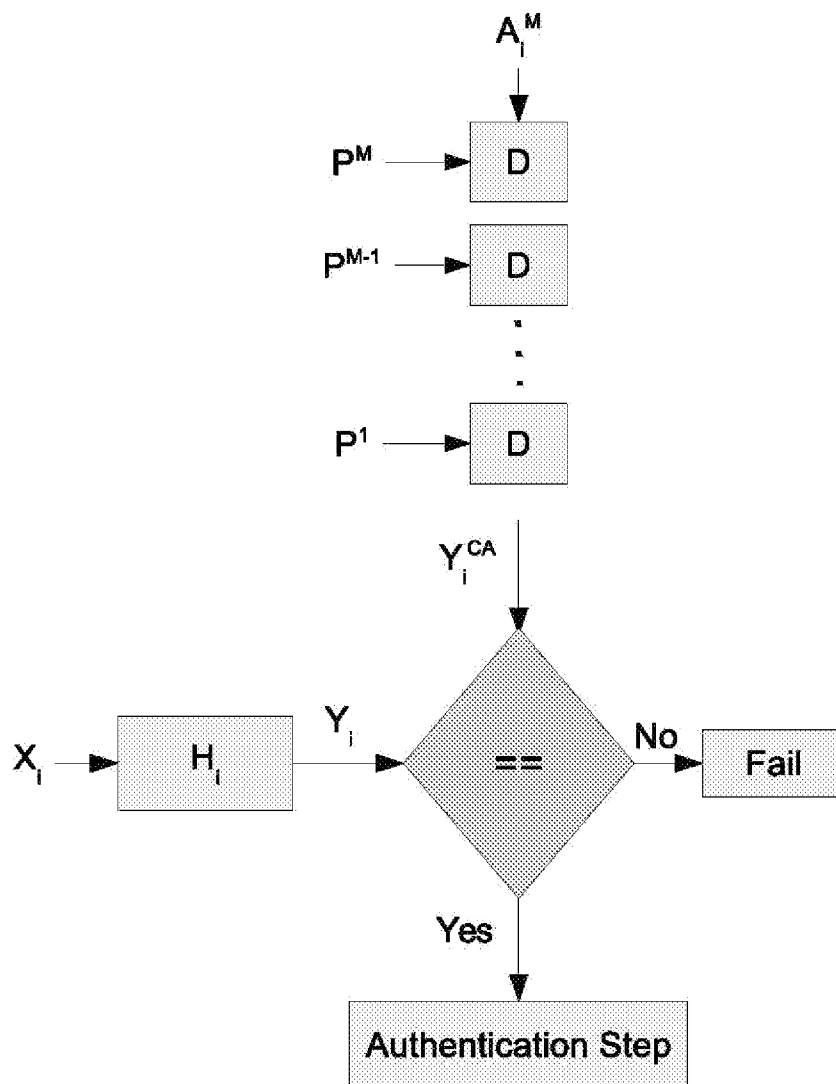 A_i^M
P^M
D
P^M-1
D
P^1
D
Y_i^CA
X_i
H_i
Y_i
==
No
Fail
Yes
Authentication Step